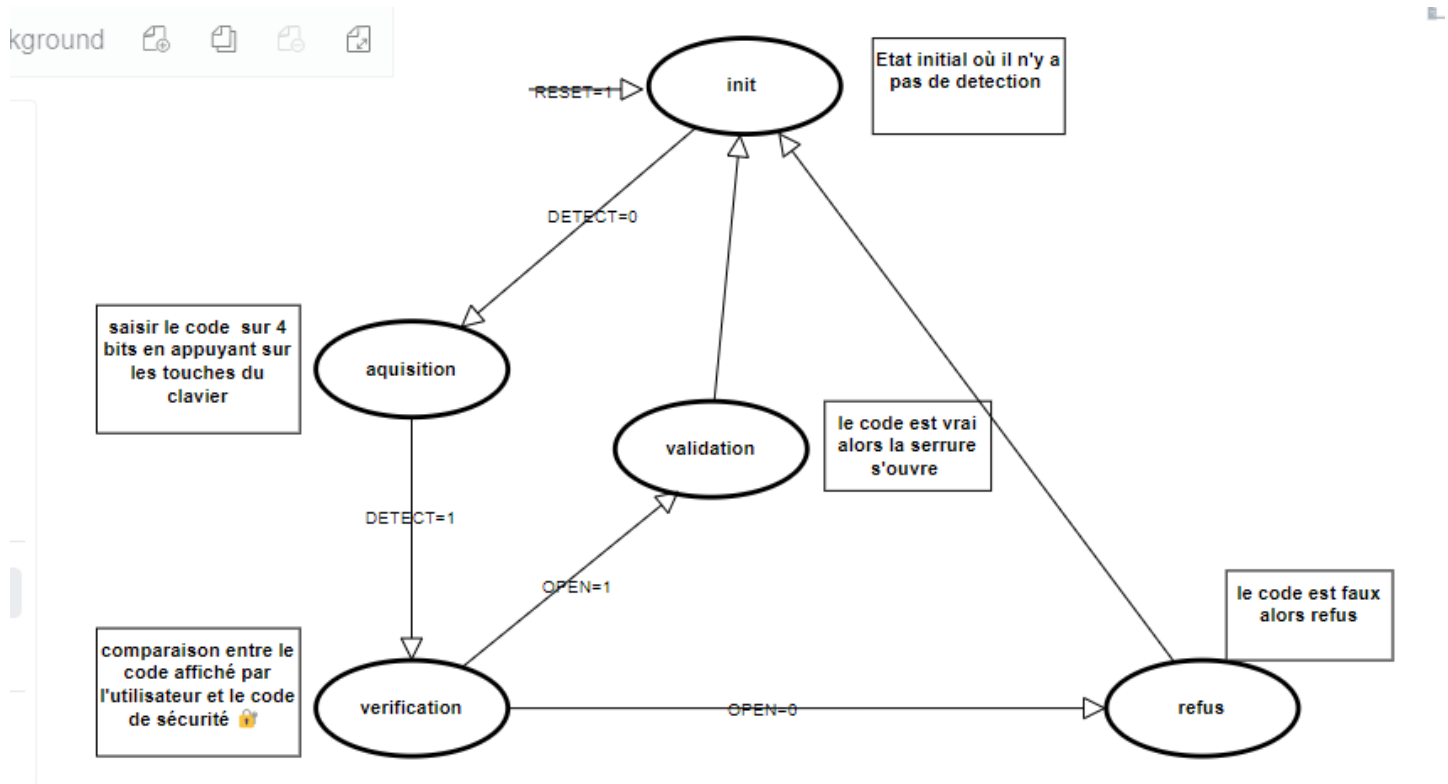 kground
init
Etat initial où il n'y a
pas de detection
RESET=1
DETECT=0
saisir le code sur 4
bits en appuyant sur
les touches du
clavier
aquisition
validation
le code est vrai
alors la serrure
s'ouvre
DETECT=1
OPEN=1
le code est faux
alors refus
comparaison entre le
code affiché par
l'utilisateur et le code
de sécurité 🔐
verification
OPEN=0
refus